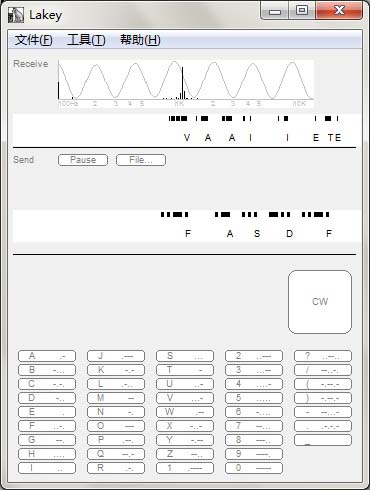 Lakey
文件(F) 工具(T) 帮助(H)
Receive
100Hz 2 3 4 5 1K 2 3 4 5 10K
V A A I I E T E
Send Pause File...
F A S D F
CW
A .- J .--- S ... 2 ..--- ? ..--..
B -... K -.- T - 3 ...-- / -..-.
C -.-. L .-.. U ..- 4 ....- ( -.--.-
D -.. M -- V ...- 5 ..... ) -.--.-
E . N -. W .-- 6 -.... - -....-
F ..-. O --- X -..- 7 --... . .-.-.-
G --. P .--. Y -.-- 8 ---.. _
H .... Q --.- Z --.. 9 ----.
I .. R .-. 1 .---- 0 -----